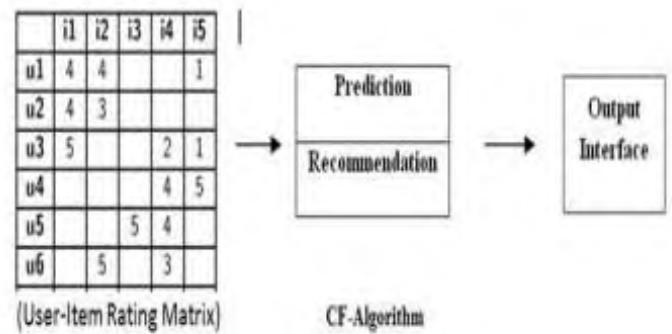 i1 i2 i3 i4 i5
u1 4 4 1
u2 4 3
u3 5 2 1
u4 4 5
u5 5 4
u6 5 3
(User-Item Rating Matrix)
Prediction
Recommendation
CF-Algorithm
Output
Interface